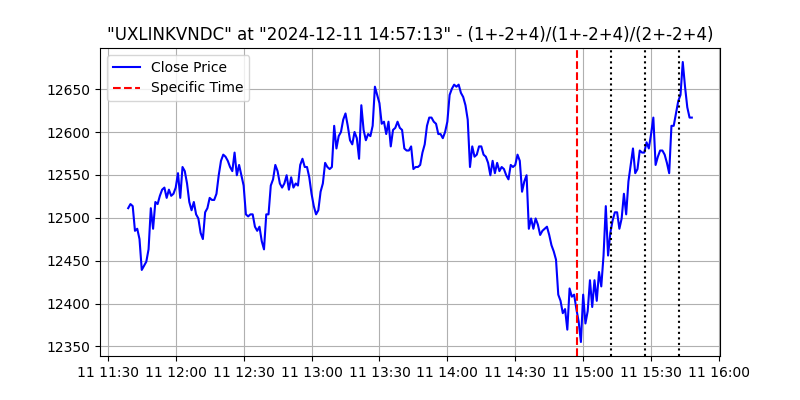 "UXLINKVNDC" at "2024-12-11 14:57:13" - (1+-2+4)/(1+-2+4)/(2+-2+4)
Close Price
Specific Time
12650
12600
12550
12500
12450
12400
12350
11 11:30 11 12:00 11 12:30 11 13:00 11 13:30 11 14:00 11 14:30 11 15:00 11 15:30 11 16:00